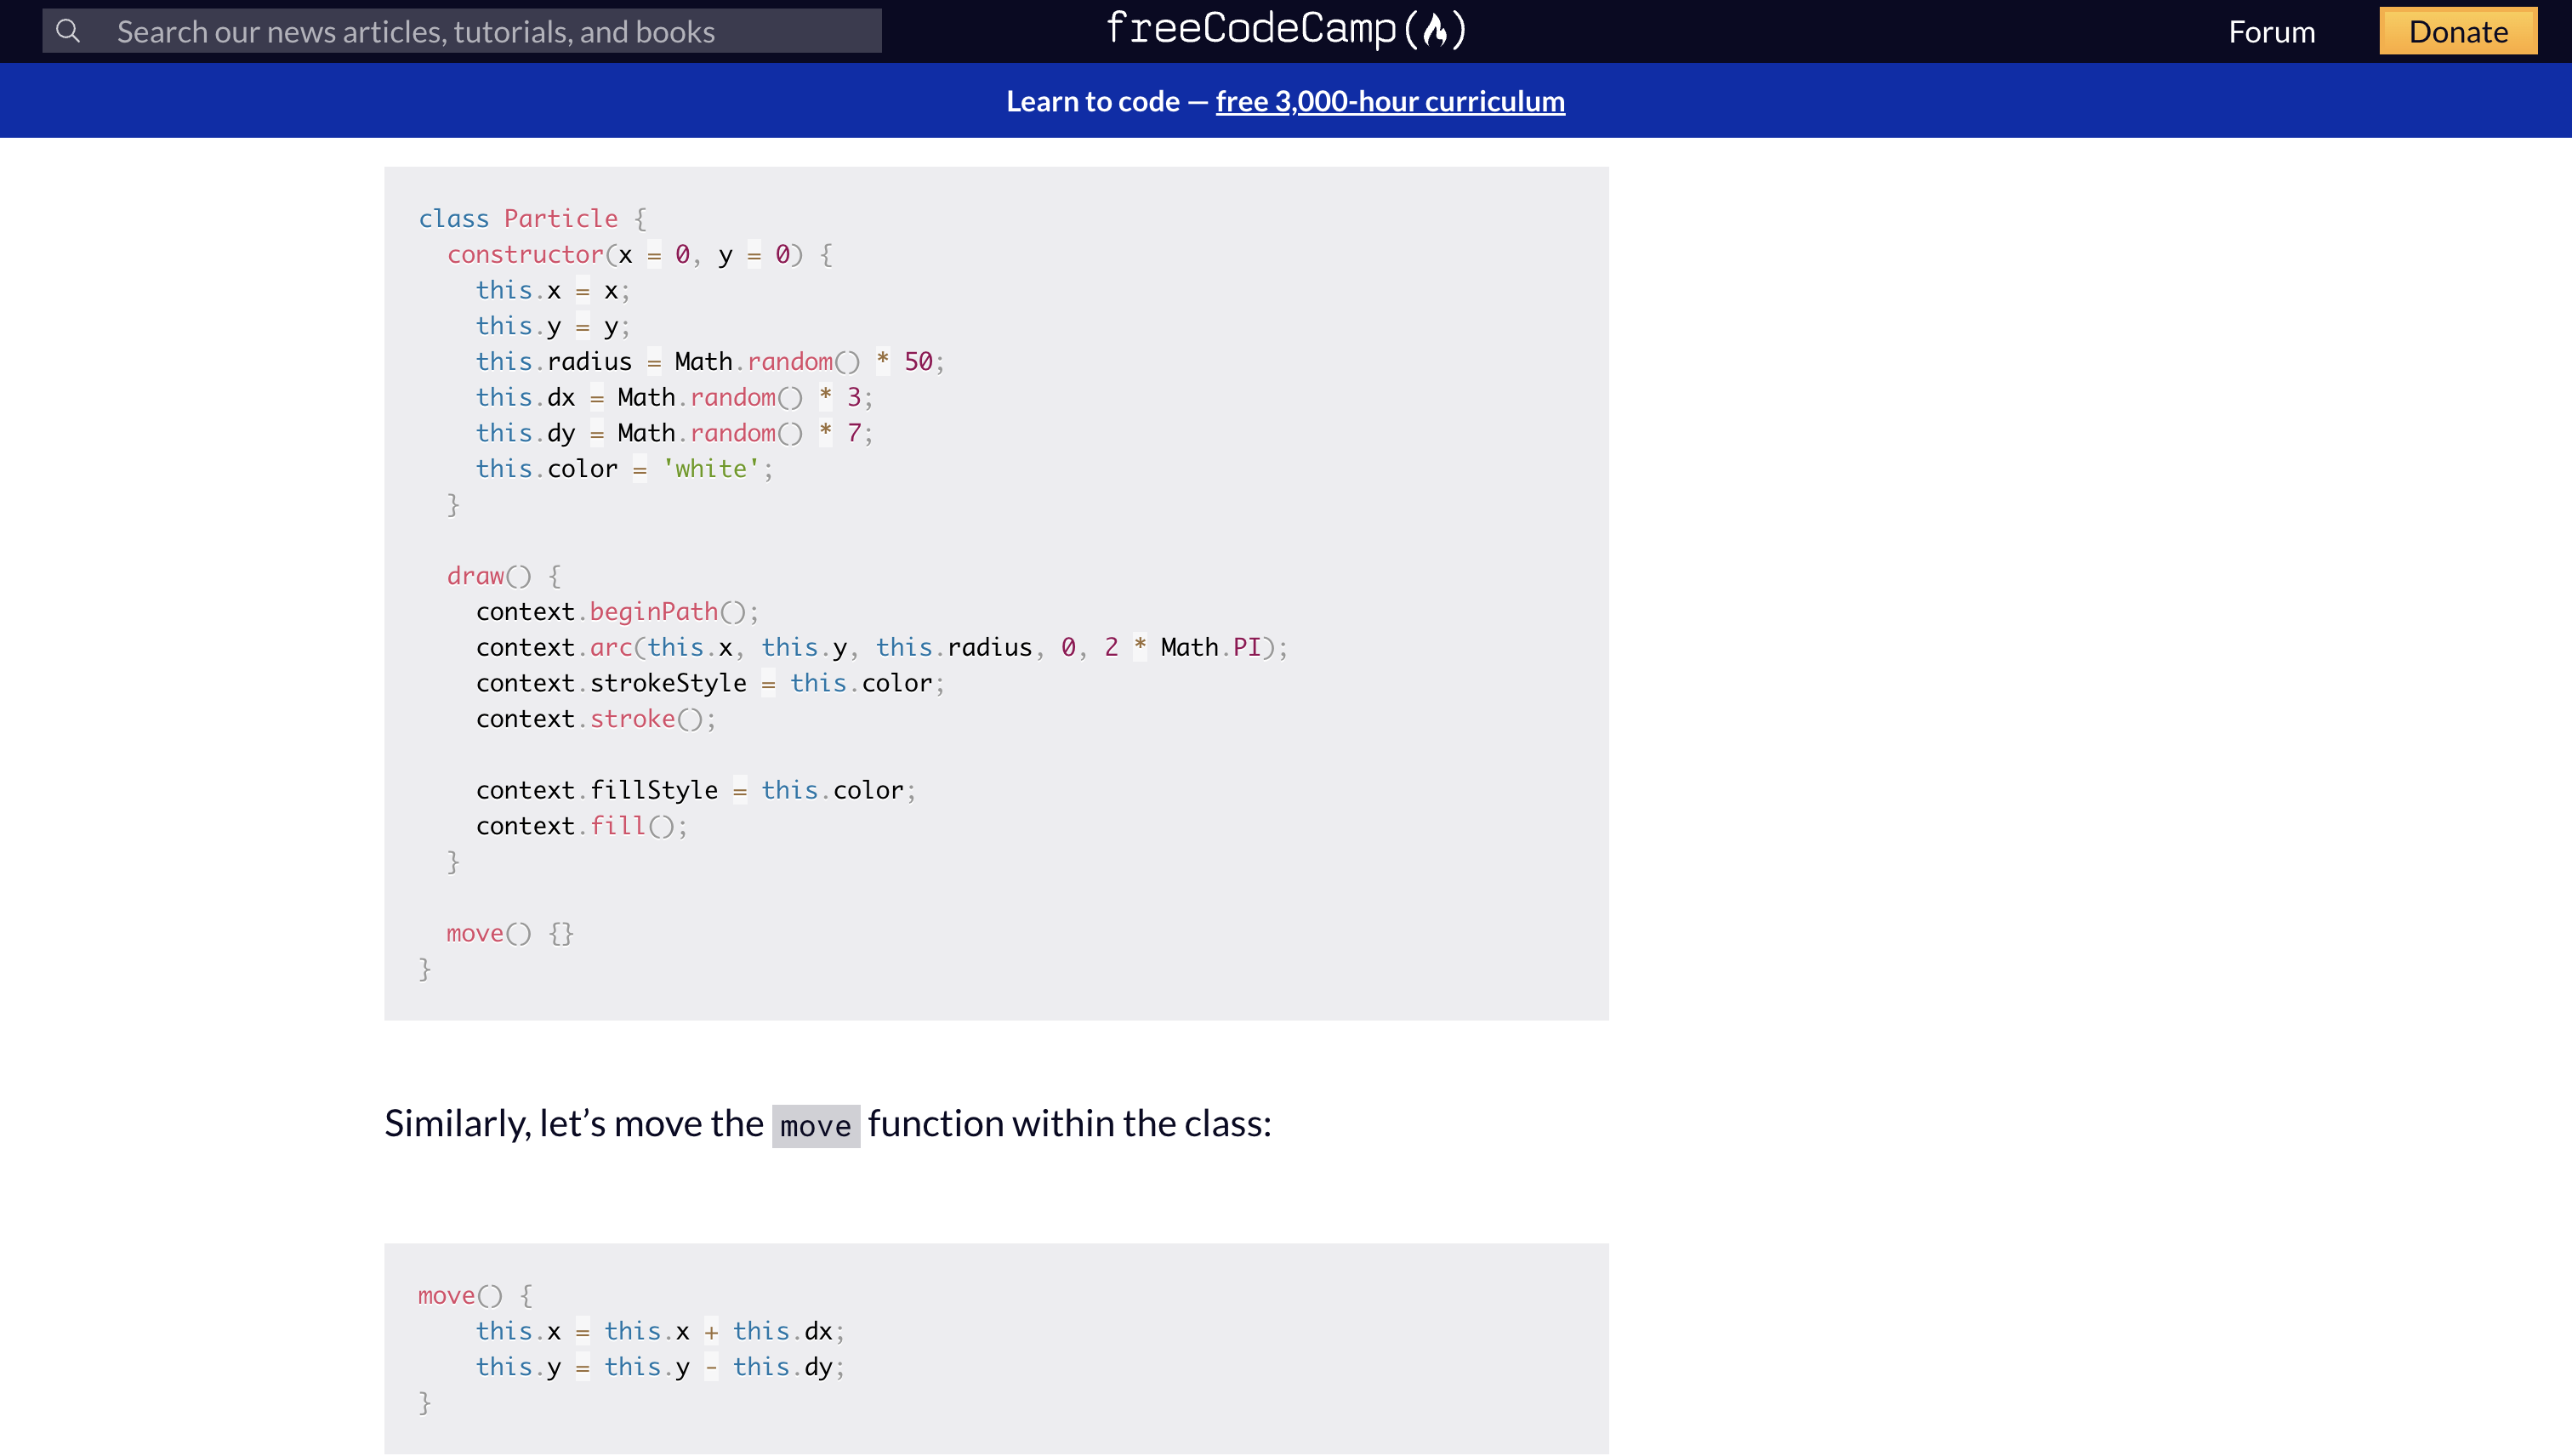 Search our news articles, tutorials, and books
freeCodeCamp(🔥)
Forum
Donate
Learn to code — free 3,000-hour curriculum
class Particle {
  constructor(x = 0, y = 0) {
    this.x = x;
    this.y = y;
    this.radius = Math.random() * 50;
    this.dx = Math.random() * 3;
    this.dy = Math.random() * 7;
    this.color = 'white';
  }
  draw() {
    context.beginPath();
    context.arc(this.x, this.y, this.radius, 0, 2 * Math.PI);
    context.strokeStyle = this.color;
    context.stroke();
    context.fillStyle = this.color;
    context.fill();
  }
  move() {}
}
Similarly, let’s move the move function within the class:
move() {
    this.x = this.x + this.dx;
    this.y = this.y - this.dy;
}